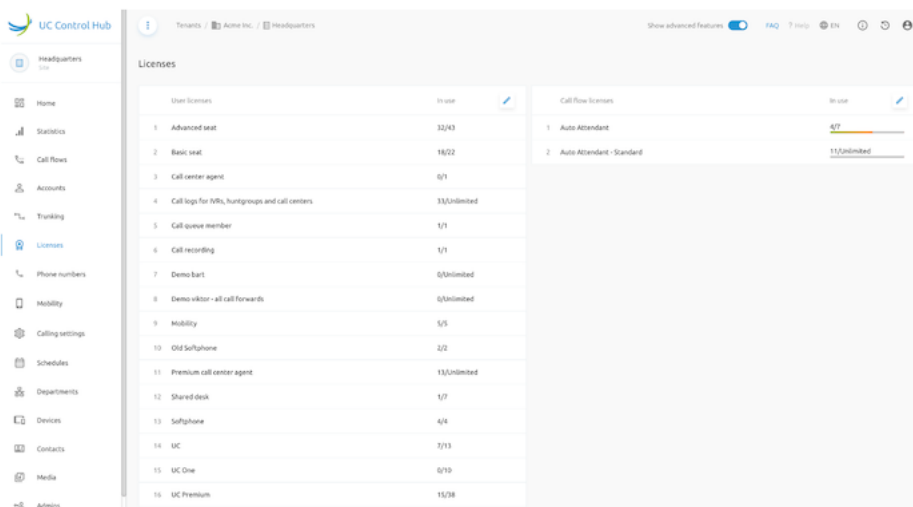 UC Control Hub
Tenants / Acme Inc. / Headquarters
Show advanced features FAQ ? Help EN
Headquarters
Site
Home
Statistics
Call flows
Accounts
Trunking
Licenses
Phone numbers
Mobility
Calling settings
Schedules
Departments
Devices
Contacts
Media
Admins
Licenses
User licenses In use
1 Advanced seat 32/43
2 Basic seat 18/22
3 Call center agent 0/1
4 Call logs for IVRs, huntgroups and call centers 33/Unlimited
5 Call queue member 1/1
6 Call recording 1/1
7 Demo bart 0/Unlimited
8 Demo viktor - all call forwards 0/Unlimited
9 Mobility 5/5
10 Old Softphone 2/2
11 Premium call center agent 13/Unlimited
12 Shared desk 1/7
13 Softphone 4/4
14 UC 7/13
15 UC One 0/10
16 UC Premium 15/38
Call flow licenses In use
1 Auto Attendant 4/7
2 Auto Attendant - Standard 11/Unlimited